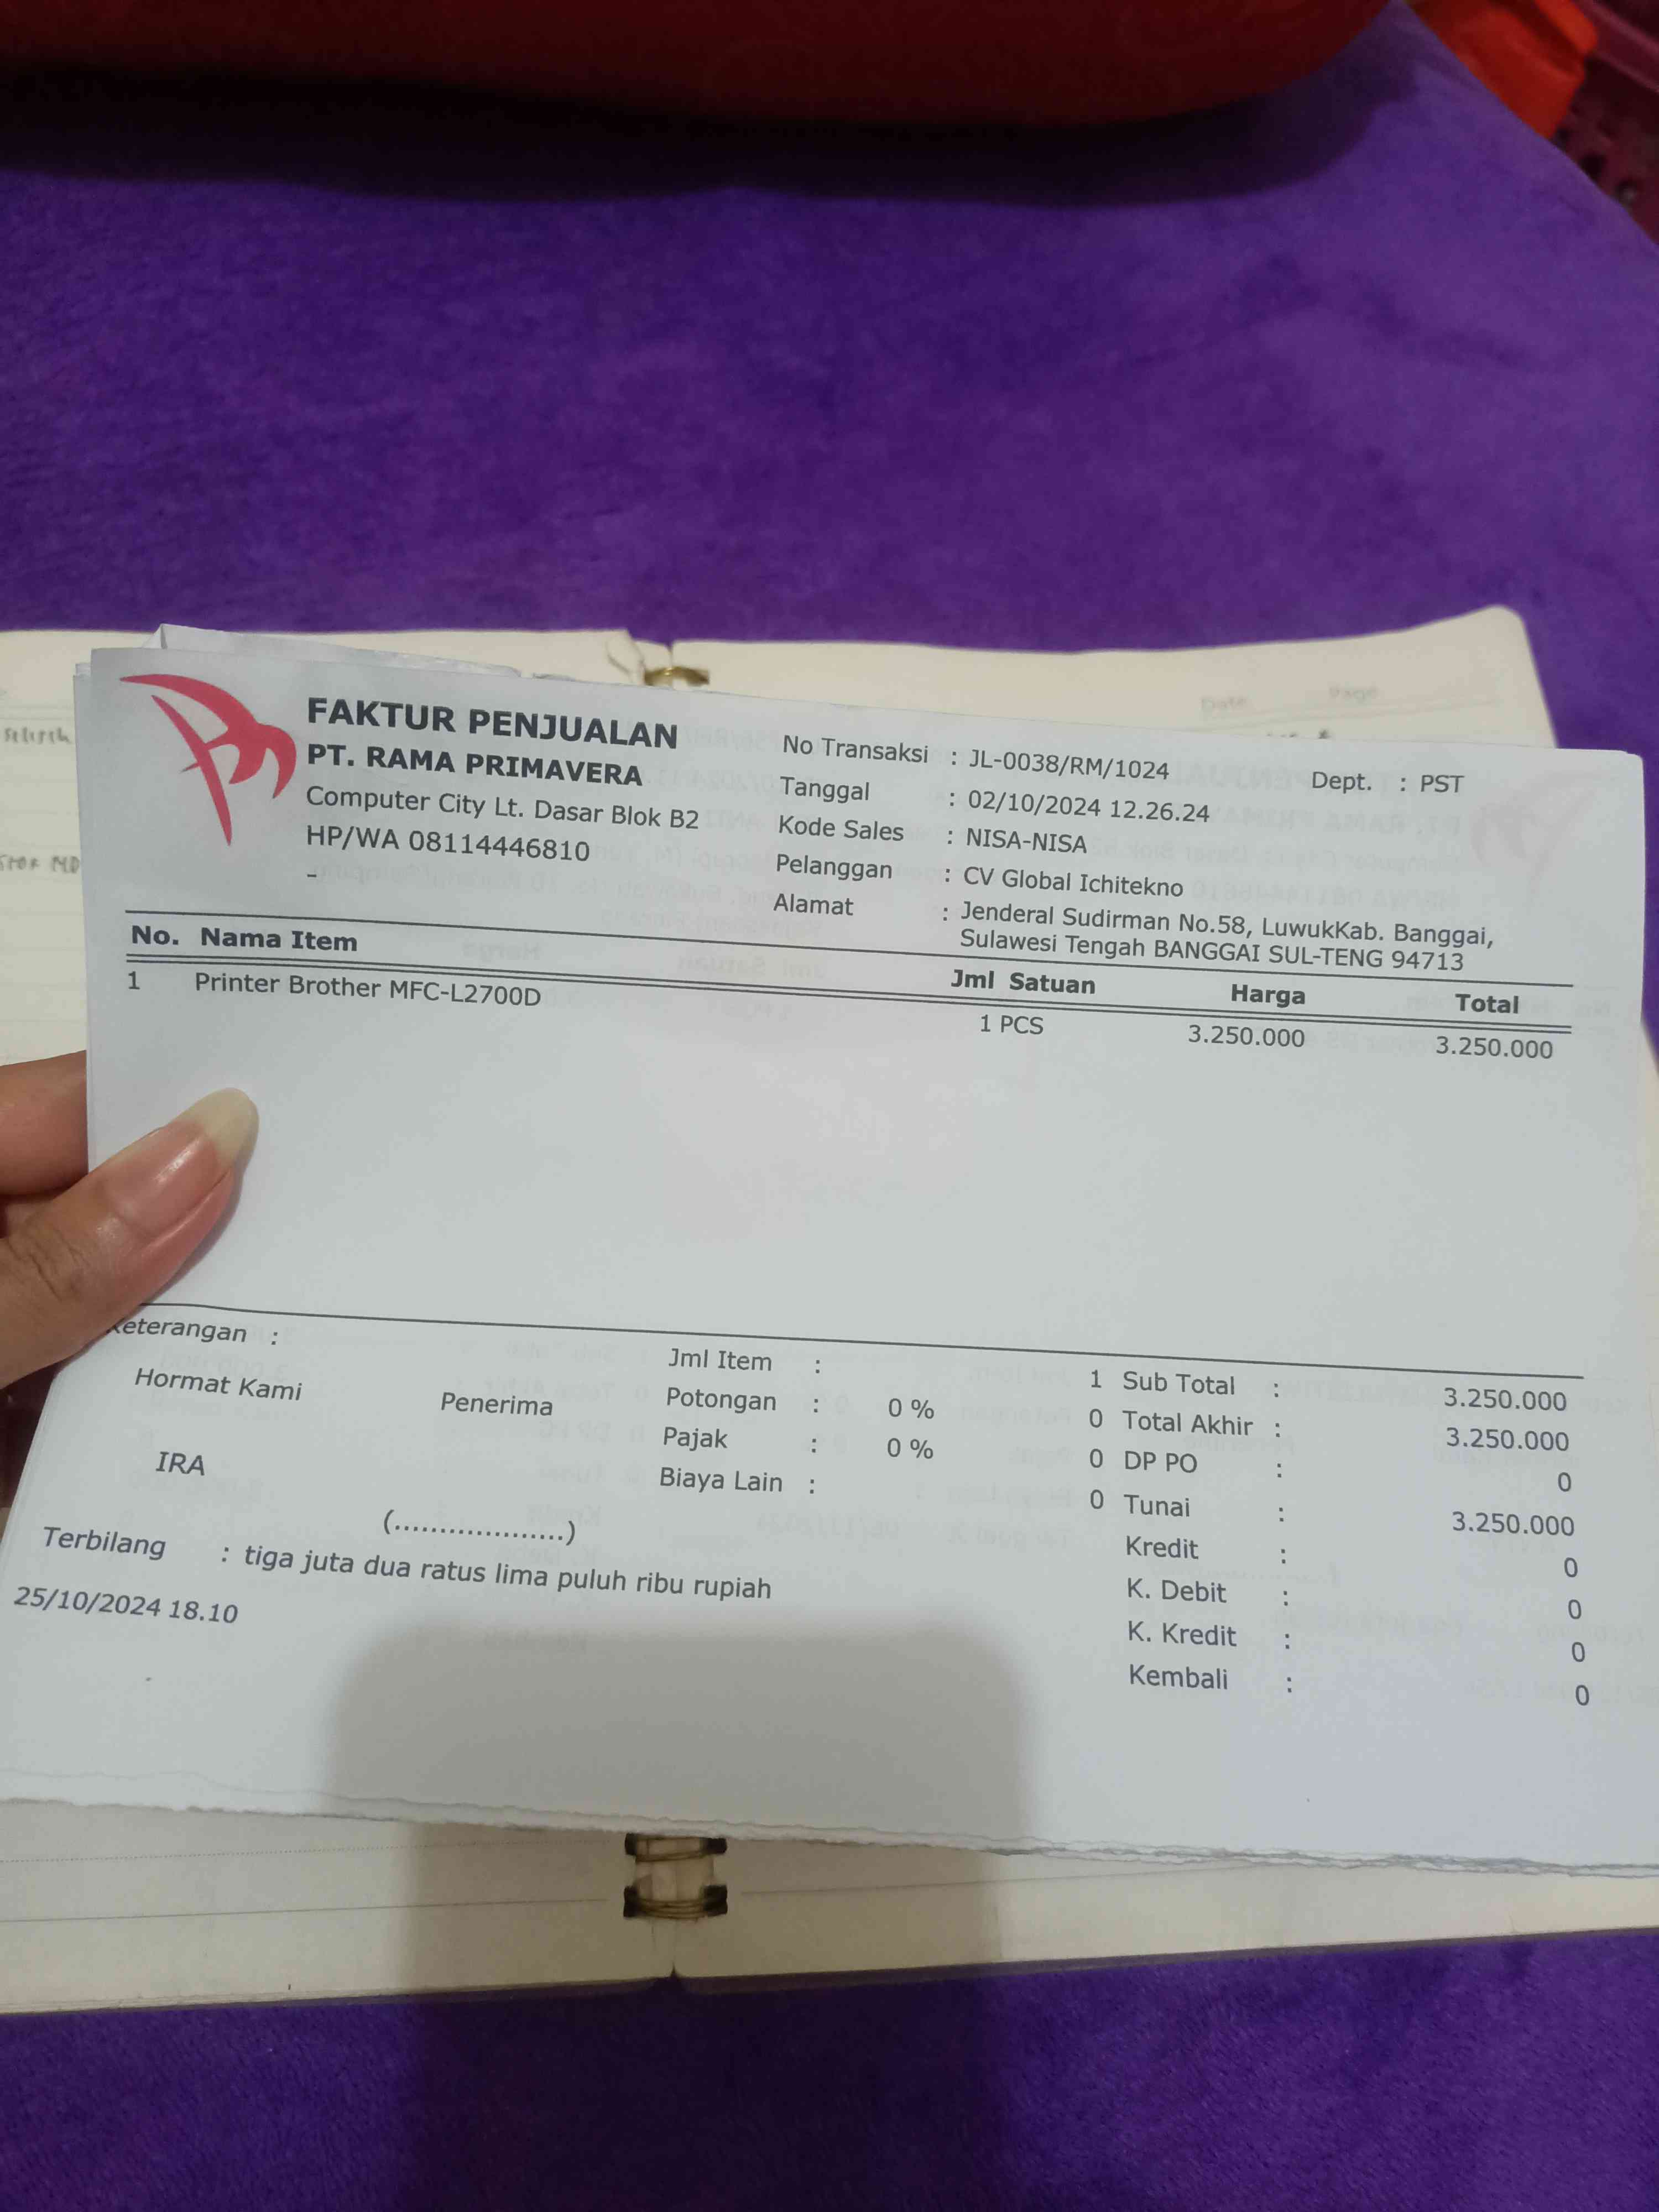 FAKTUR PENJUALAN
PT. RAMA PRIMAVERA
Computer City Lt. Dasar Blok B2
HP/WA 08114446810
-
No Transaksi : JL-0038/RM/1024 Dept. : PST
Tanggal : 02/10/2024 12.26.24
Kode Sales : NISA-NISA
Pelanggan : CV Global Ichitekno
Alamat : Jenderal Sudirman No.58, LuwukKab. Banggai,
Sulawesi Tengah BANGGAI SUL-TENG 94713
No. Nama Item Jml Satuan Harga Total
1 Printer Brother MFC-L2700D 1 PCS 3.250.000 3.250.000
Keterangan :
Hormat Kami Penerima
IRA
(...................)
Jml Item : 1
Potongan : 0 % 0
Pajak : 0 % 0
Biaya Lain : 0
Sub Total : 3.250.000
Total Akhir : 3.250.000
DP PO : 0
Tunai : 3.250.000
Kredit : 0
K. Debit : 0
K. Kredit : 0
Kembali : 0
Terbilang : tiga juta dua ratus lima puluh ribu rupiah
25/10/2024 18.10
Date Page